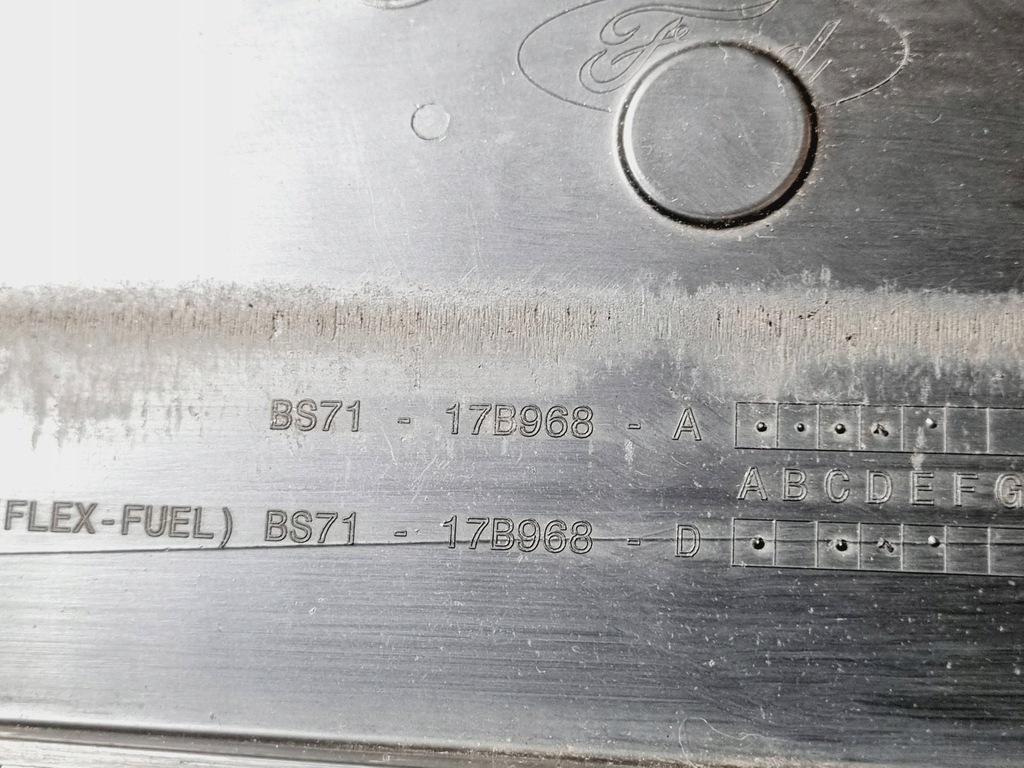 Ford
BS71 - 17B968 - A
ABCDEFG
(FLEX-FUEL) BS71 - 17B968 - D